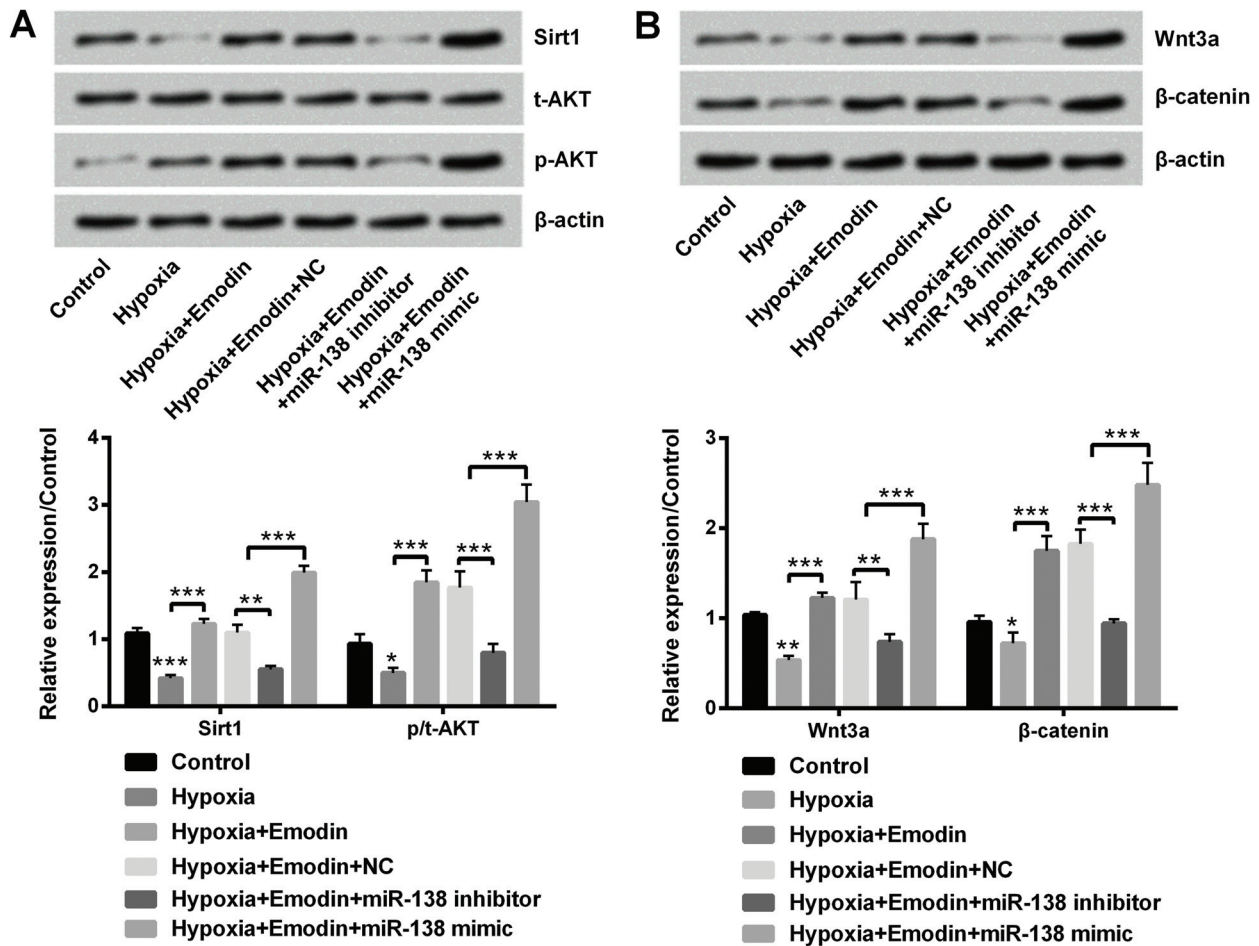 A
Sirt1
t-AKT
p-AKT
β-actin
Control
Hypoxia
Hypoxia+Emodin
Hypoxia+Emodin+NC
Hypoxia+Emodin
+miR-138 inhibitor
Hypoxia+Emodin
+miR-138 mimic
Relative expression/Control
4
3
2
1
0
***
***
**
***
*
***
***
***
Sirt1
p/t-AKT
Control
Hypoxia
Hypoxia+Emodin
Hypoxia+Emodin+NC
Hypoxia+Emodin+miR-138 inhibitor
Hypoxia+Emodin+miR-138 mimic
B
Wnt3a
β-catenin
β-actin
Control
Hypoxia
Hypoxia+Emodin
Hypoxia+Emodin+NC
Hypoxia+Emodin
+miR-138 inhibitor
Hypoxia+Emodin
+miR-138 mimic
Relative expression/Control
3
2
1
0
**
***
**
***
*
***
***
***
Wnt3a
β-catenin
Control
Hypoxia
Hypoxia+Emodin
Hypoxia+Emodin+NC
Hypoxia+Emodin+miR-138 inhibitor
Hypoxia+Emodin+miR-138 mimic